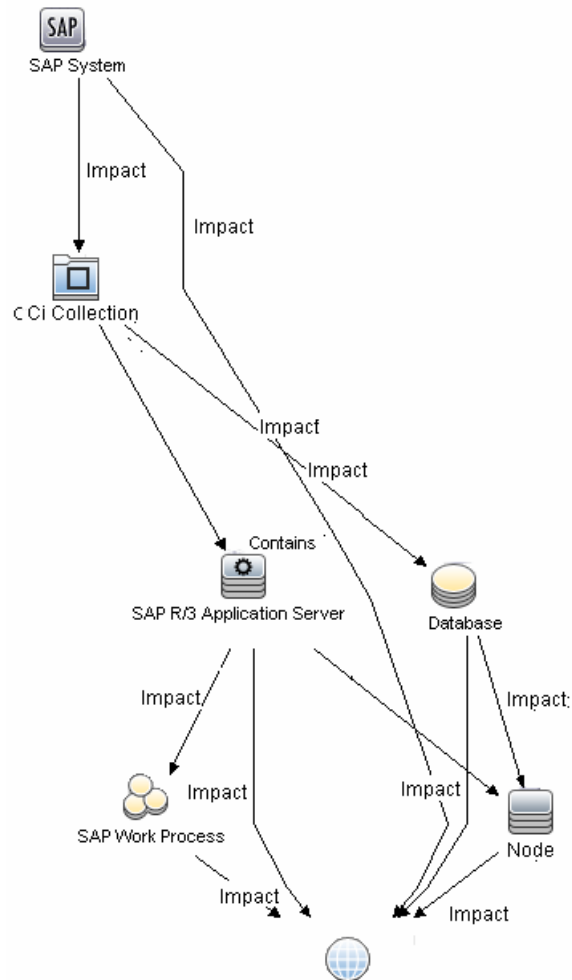 SAP
SAP System
Impact
Impact
C Ci Collection
Impact
Impact
Contains
SAP R/3 Application Server
Database
Impact
Impact
Impact
Impact
SAP Work Process
Node
Impact
Impact